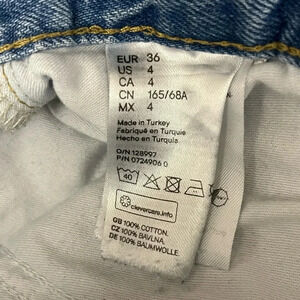 EUR 36
US 4
CA 4
CN 165/68A
MX 4
Made in Turkey
Fabriqué en Turquie
Hecho en Turquía
O/N 128997
P/N 0724906 0
40
clevercare.info
GB 100% COTTON.
CZ 100% BAVLNA.
DE 100% BAUMWOLLE.